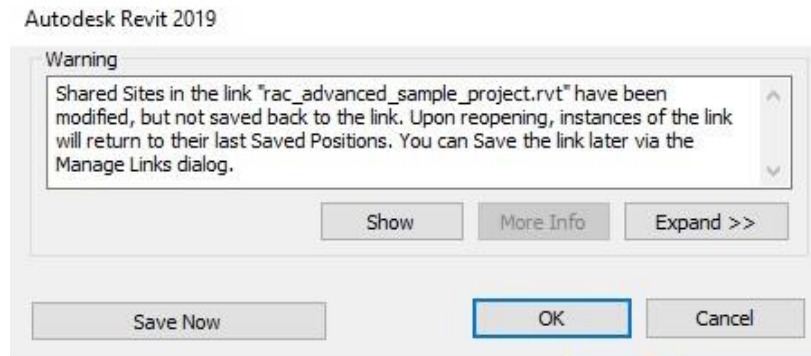 Autodesk Revit 2019
Warning
Shared Sites in the link "rac_advanced_sample_project.rvt" have been
modified, but not saved back to the link. Upon reopening, instances of the link
will return to their last Saved Positions. You can Save the link later via the
Manage Links dialog.
Show More Info Expand >>
Save Now OK Cancel